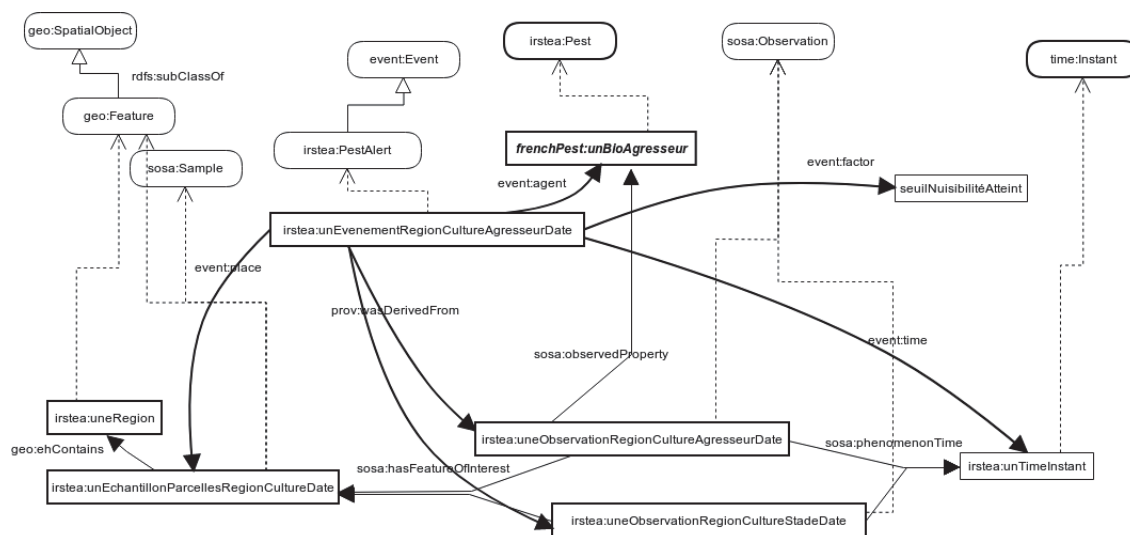 geo:SpatialObject
irstea:Pest
sosa:Observation
event:Event
time:Instant
rdfs:subClassOf
geo:Feature
irstea:PestAlert
frenchPest:unBioAgresseur
sosa:Sample
event:factor
event:agent
seuilNuisibilitéAtteint
irstea:unEvenementRegionCultureAgresseurDate
event:place
prov:wasDerivedFrom
event:time
sosa:observedProperty
irstea:uneRegion
irstea:uneObservationRegionCultureAgresseurDate
sosa:phenomenonTime
geo:ehContains
sosa:hasFeatureOfInterest
irstea:unTimeInstant
irstea:unEchantillonParcellesRegionCultureDate
irstea:uneObservationRegionCultureStadeDate